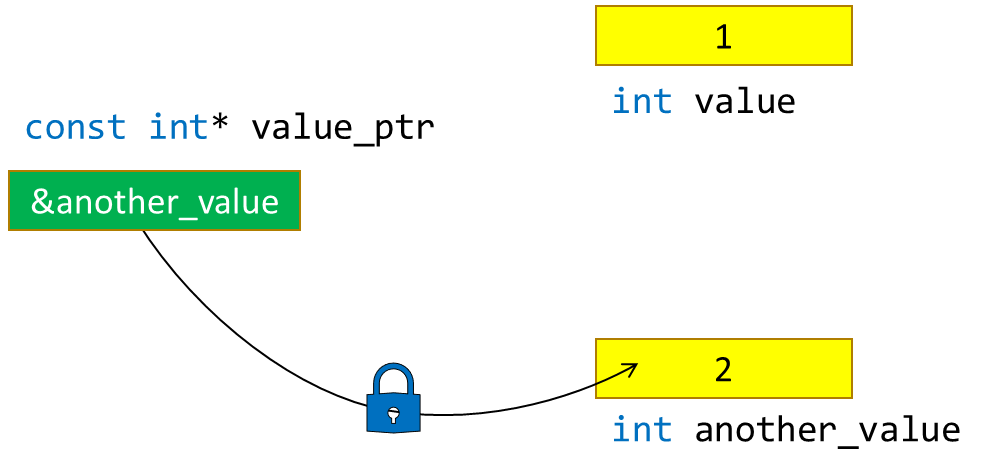 1
int value
const int* value_ptr
&another_value
2
int another_value